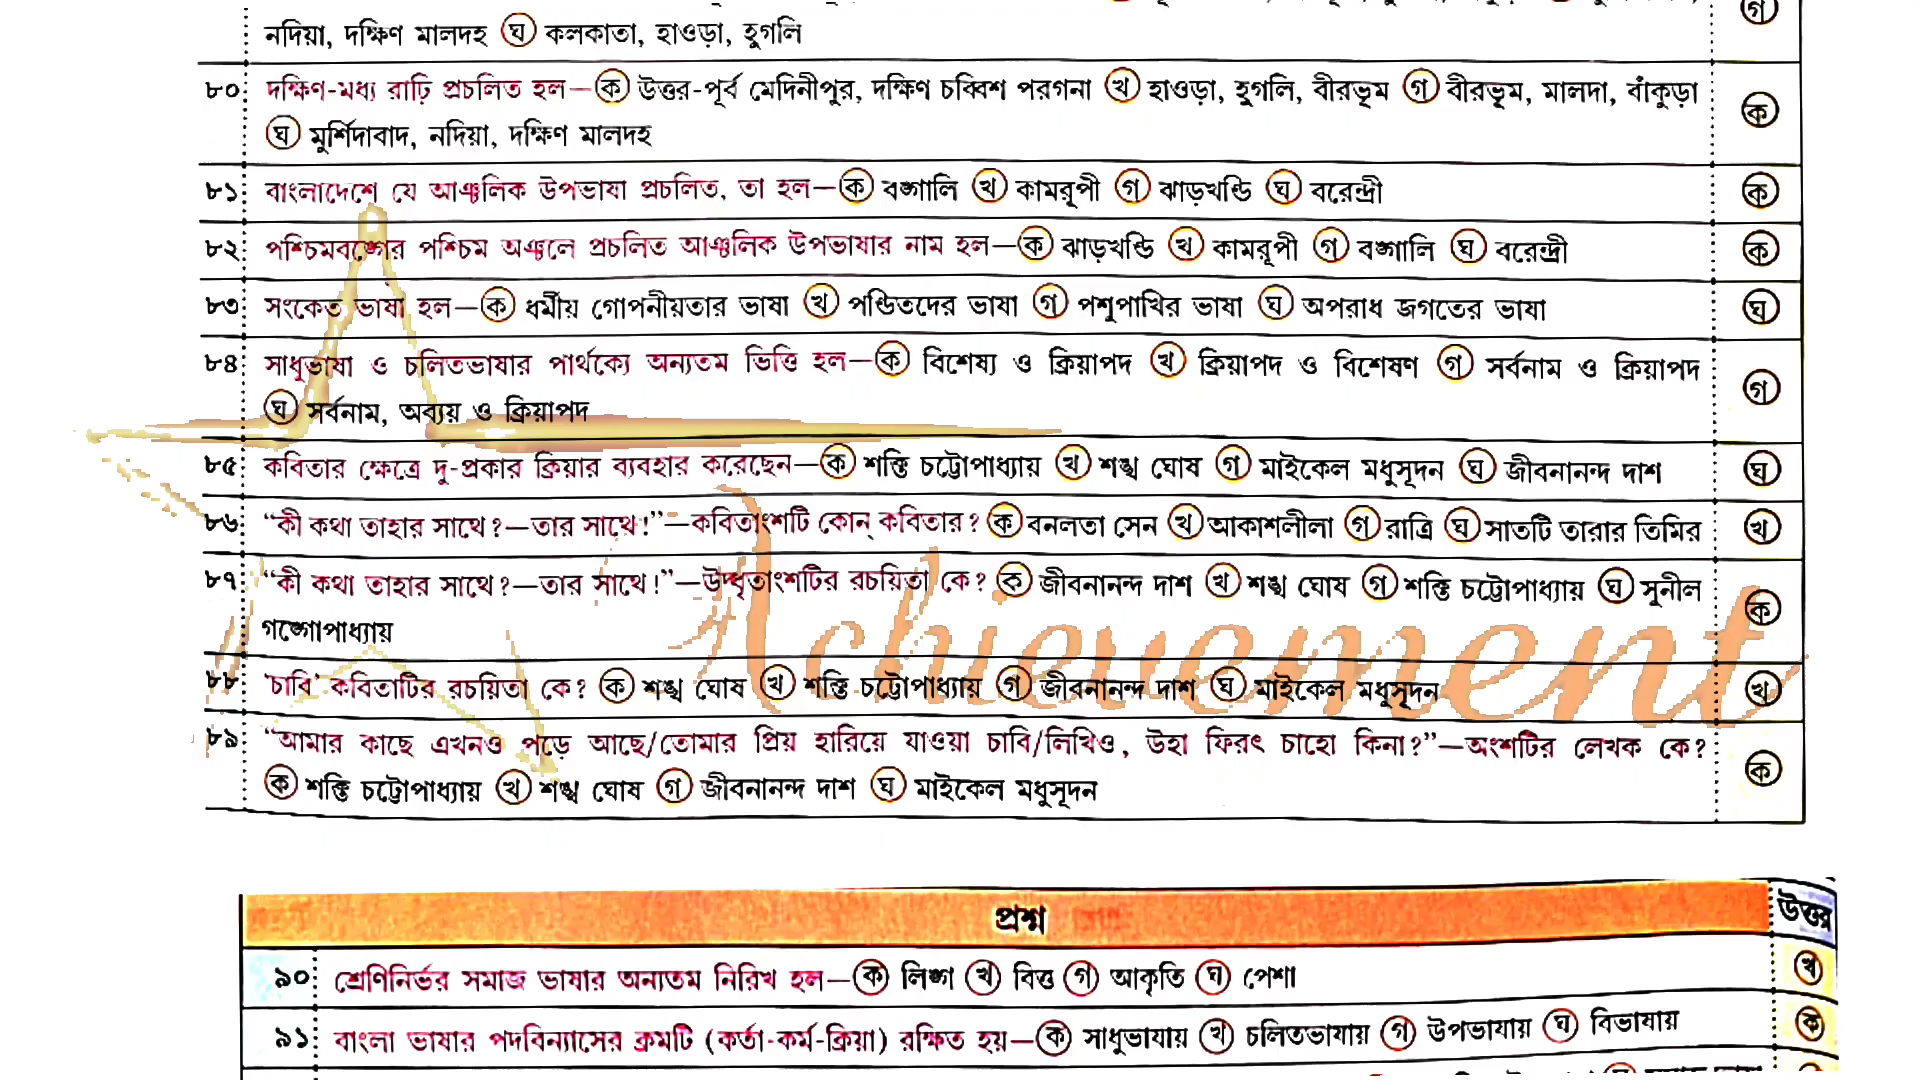 নদিয়া, দক্ষিণ মালদহ ঘ কলকাতা, হাওড়া, হুগলি
গ
৮০ দক্ষিণ-মধ্য রাঢ়ি প্রচলিত হল—ক উত্তর-পূর্ব মেদিনীপুর, দক্ষিণ চব্বিশ পরগনা খ হাওড়া, হুগলি, বীরভূম গ বীরভূম, মালদা, বাঁকুড়া
ঘ মুর্শিদাবাদ, নদিয়া, দক্ষিণ মালদহ
ক
৮১ বাংলাদেশে যে আঞ্চলিক উপভাষা প্রচলিত, তা হল—ক বঙ্গালি খ কামরূপী গ ঝাড়খণ্ডি ঘ বরেন্দ্রী ক
৮২ পশ্চিমবঙ্গের পশ্চিম অঞ্চলে প্রচলিত আঞ্চলিক উপভাষার নাম হল—ক ঝাড়খণ্ডি খ কামরূপী গ বঙ্গালি ঘ বরেন্দ্রী ক
৮৩ সংকেত ভাষা হল—ক ধর্মীয় গোপনীয়তার ভাষা খ পণ্ডিতদের ভাষা গ পশুপাখির ভাষা ঘ অপরাধ জগতের ভাষা ঘ
৮৪ সাধুভাষা ও চলিতভাষার পার্থক্যে অন্যতম ভিত্তি হল—ক বিশেষ্য ও ক্রিয়াপদ খ ক্রিয়াপদ ও বিশেষণ গ সর্বনাম ও ক্রিয়াপদ
ঘ সর্বনাম, অব্যয় ও ক্রিয়াপদ
গ
৮৫ কবিতার ক্ষেত্রে দু-প্রকার ক্রিয়ার ব্যবহার করেছেন—ক শক্তি চট্টোপাধ্যায় খ শঙ্খ ঘোষ গ মাইকেল মধুসূদন ঘ জীবনানন্দ দাশ ঘ
৮৬ “কী কথা তাহার সাথে?—তার সাথে!”—কবিতাংশটি কোন্ কবিতার? ক বনলতা সেন খ আকাশলীলা গ রাত্রি ঘ সাতটি তারার তিমির খ
৮৭ “কী কথা তাহার সাথে?—তার সাথে!”—উদ্ধৃতাংশটির রচয়িতা কে? ক জীবনানন্দ দাশ খ শঙ্খ ঘোষ গ শক্তি চট্টোপাধ্যায় ঘ সুনীল
গঙ্গোপাধ্যায়
ক
Achievement
৮৮ ‘চাবি’ কবিতাটির রচয়িতা কে? ক শঙ্খ ঘোষ খ শক্তি চট্টোপাধ্যায় গ জীবনানন্দ দাশ ঘ মাইকেল মধুসূদন খ
৮৯ “আমার কাছে এখনও পড়ে আছে/তোমার প্রিয় হারিয়ে যাওয়া চাবি/লিখিও, উহা ফিরৎ চাহো কিনা?”—অংশটির লেখক কে?
ক শক্তি চট্টোপাধ্যায় খ শঙ্খ ঘোষ গ জীবনানন্দ দাশ ঘ মাইকেল মধুসূদন
ক
প্রশ্ন উত্তর
৯০ শ্রেণিনির্ভর সমাজ ভাষার অন্যতম নিরিখ হল—ক লিঙ্গ খ বিত্ত গ আকৃতি ঘ পেশা খ
৯১ বাংলা ভাষার পদবিন্যাসের ক্রমটি (কর্তা-কর্ম-ক্রিয়া) রক্ষিত হয়—ক সাধুভাষায় খ চলিতভাষায় গ উপভাষায় ঘ বিভাষায় ক